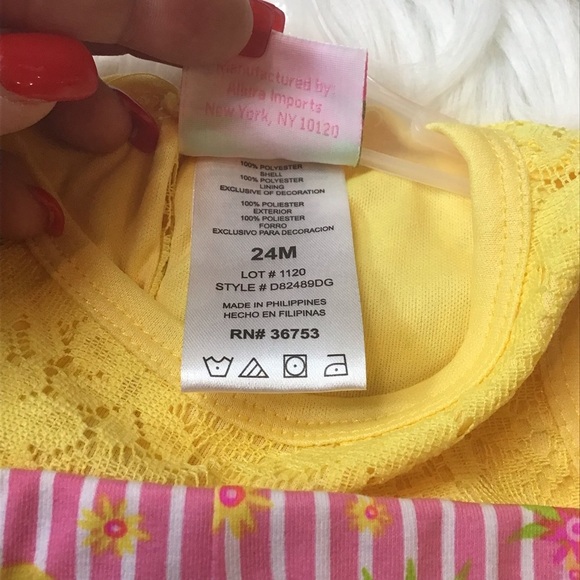 Manufactured by:
Allura Imports
New York, NY 10120
100% POLYESTER
SHELL
100% POLYESTER
LINING
EXCLUSIVE OF DECORATION
100% POLIESTER
EXTERIOR
100% POLIESTER
FORRO
EXCLUSIVO PARA DECORACION
24M
LOT # 1120
STYLE # D82489DG
MADE IN PHILIPPINES
HECHO EN FILIPINAS
RN# 36753